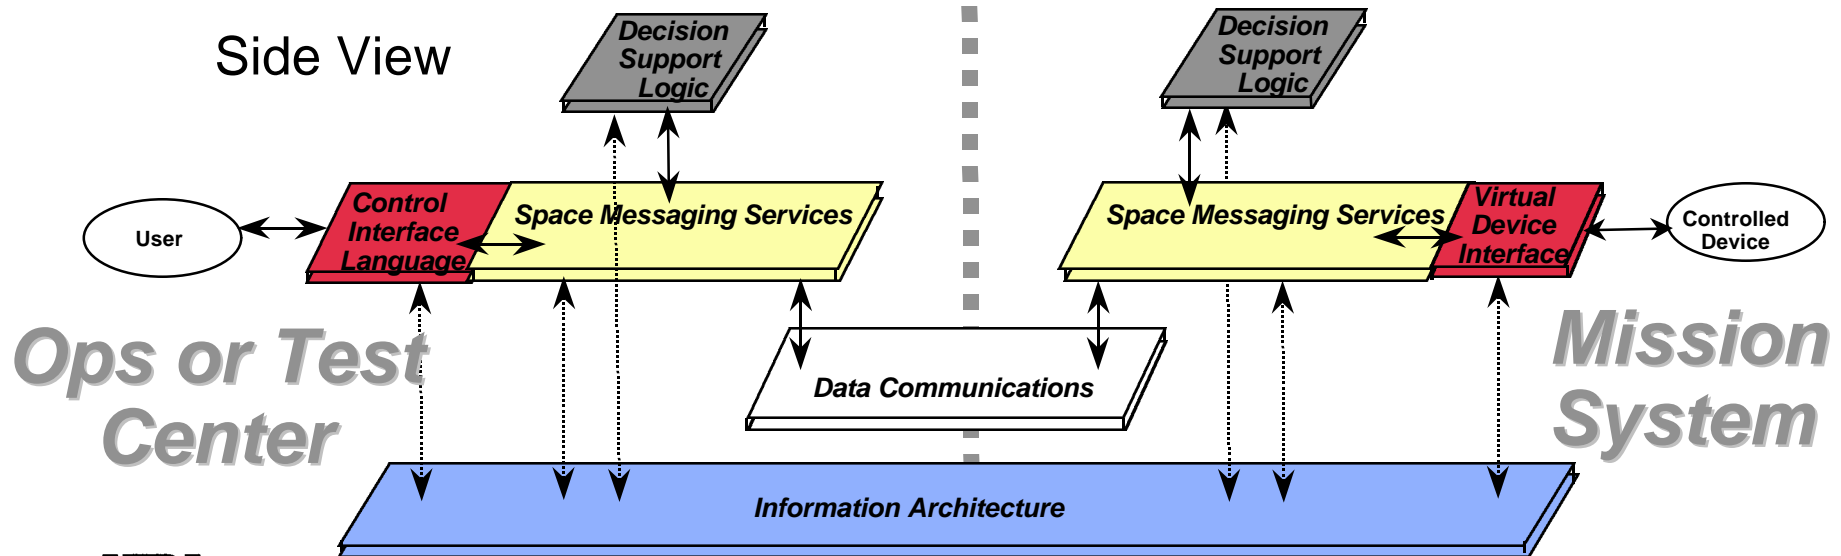 Side View
Decision
Support
Logic
Decision
Support
Logic
User
Control
Interface
Language
Space Messaging Services
Space Messaging Services
Virtual
Device
Interface
Controlled
Device
Ops or Test
Center
Data Communications
Mission
System
Information Architecture